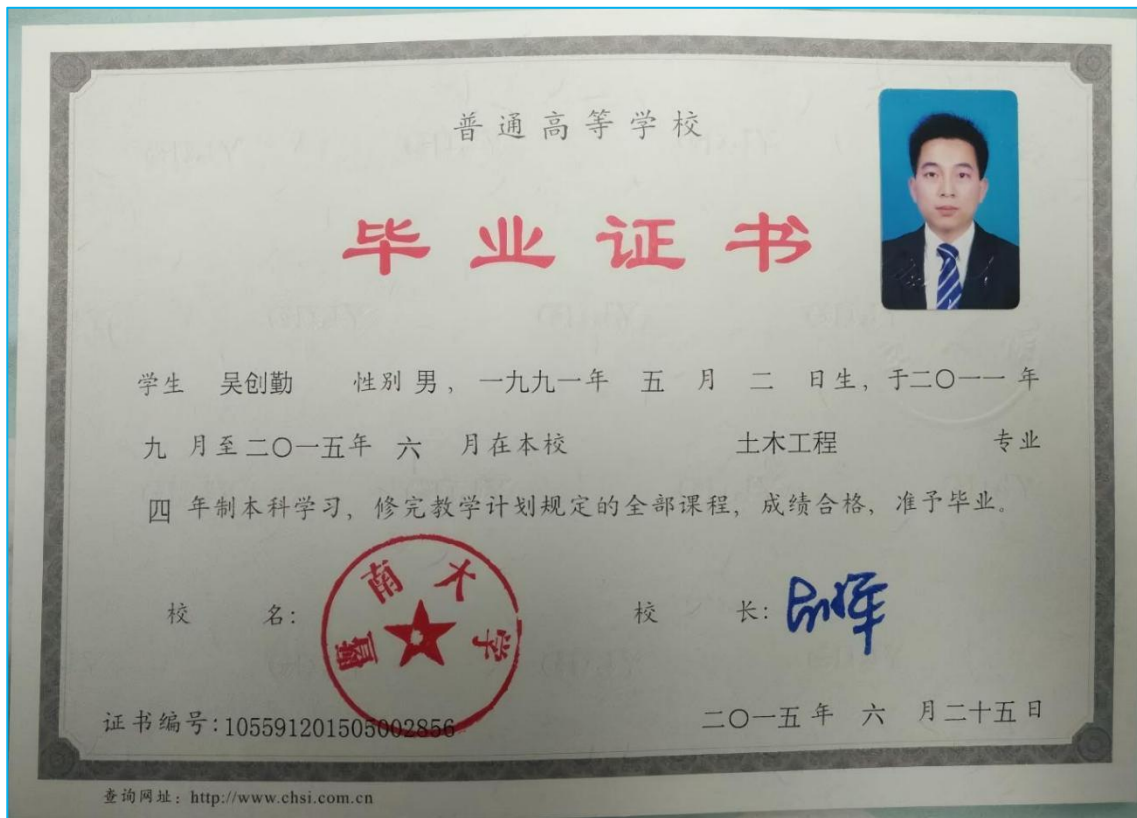 普通高等学校
毕业证书
学生 吴创勤 性别 男，一九九一年 五 月 二 日生，于二〇一一年
九 月至二〇一五年 六 月在本校 土木工程 专业
四 年制本科学习，修完教学计划规定的全部课程，成绩合格，准予毕业。
校 名：暨南大学 校 长：
证书编号：105591201505002856 二〇一五年 六 月二十五日
查询网址：http://www.chsi.com.cn